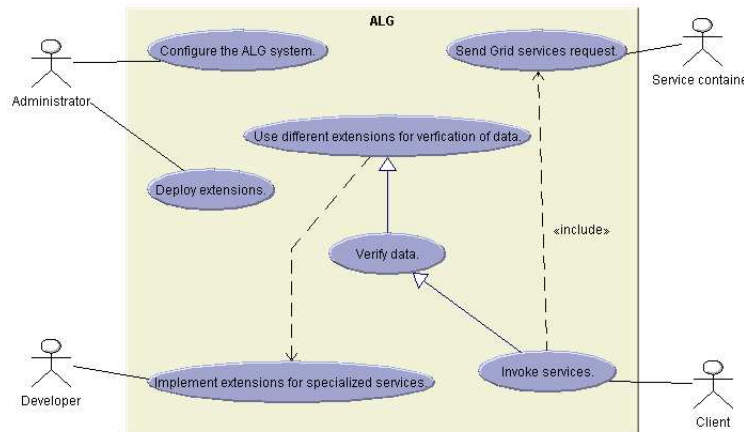 ALG
Configure the ALG system.
Send Grid services request.
Administrator
Service container
Use different extensions for verfication of data.
Deploy extensions.
«include»
Verify data.
Developer
Implement extensions for specialized services.
Invoke services.
Client